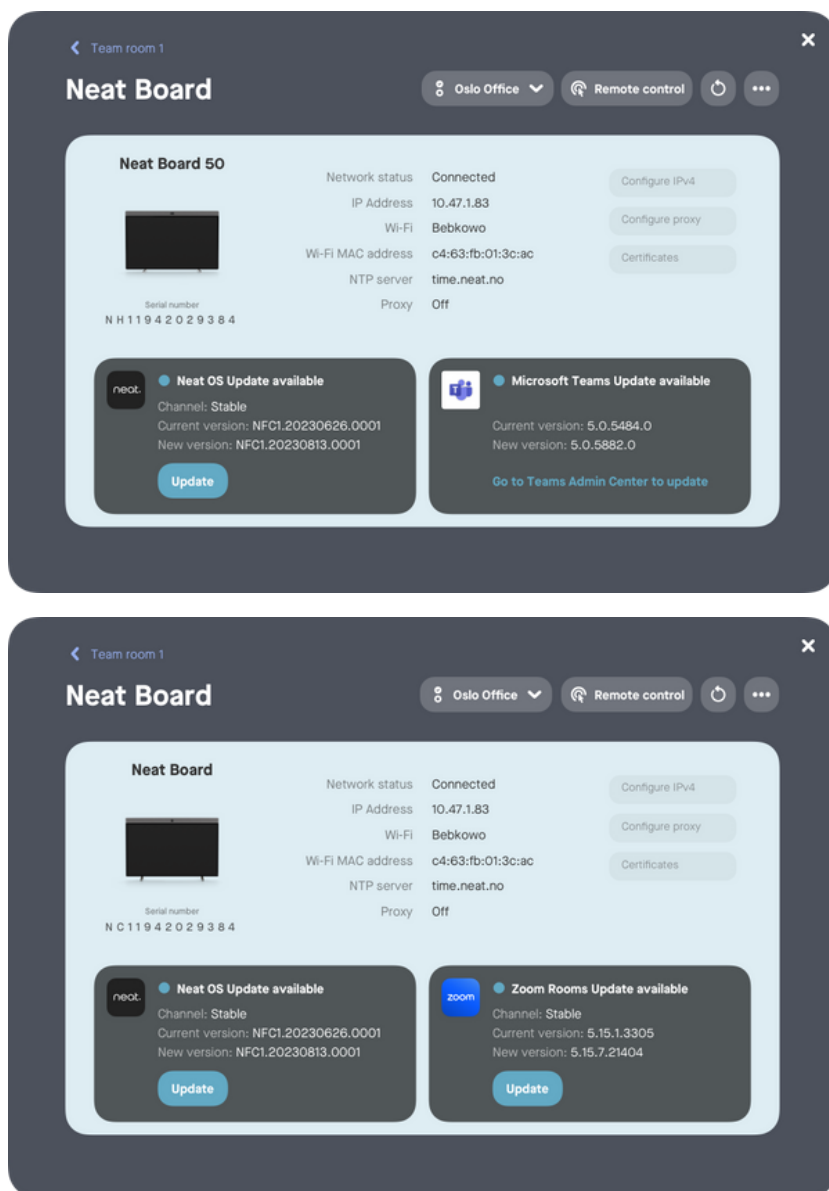 Team room 1
Neat Board
Oslo Office
Remote control
Neat Board 50
Serial number
NH11942029384
Network status Connected
IP Address 10.47.1.83
Wi-Fi Bebkowo
Wi-Fi MAC address c4:63:fb:01:3c:ac
NTP server time.neat.no
Proxy Off
Configure IPv4
Configure proxy
Certificates
neat.
Neat OS Update available
Channel: Stable
Current version: NFC1.20230626.0001
New version: NFC1.20230813.0001
Update
Microsoft Teams Update available
Current version: 5.0.5484.0
New version: 5.0.5882.0
Go to Teams Admin Center to update
Team room 1
Neat Board
Oslo Office
Remote control
Neat Board
Serial number
NC11942029384
Network status Connected
IP Address 10.47.1.83
Wi-Fi Bebkowo
Wi-Fi MAC address c4:63:fb:01:3c:ac
NTP server time.neat.no
Proxy Off
Configure IPv4
Configure proxy
Certificates
neat.
Neat OS Update available
Channel: Stable
Current version: NFC1.20230626.0001
New version: NFC1.20230813.0001
Update
zoom
Zoom Rooms Update available
Channel: Stable
Current version: 5.15.1.3305
New version: 5.15.7.21404
Update